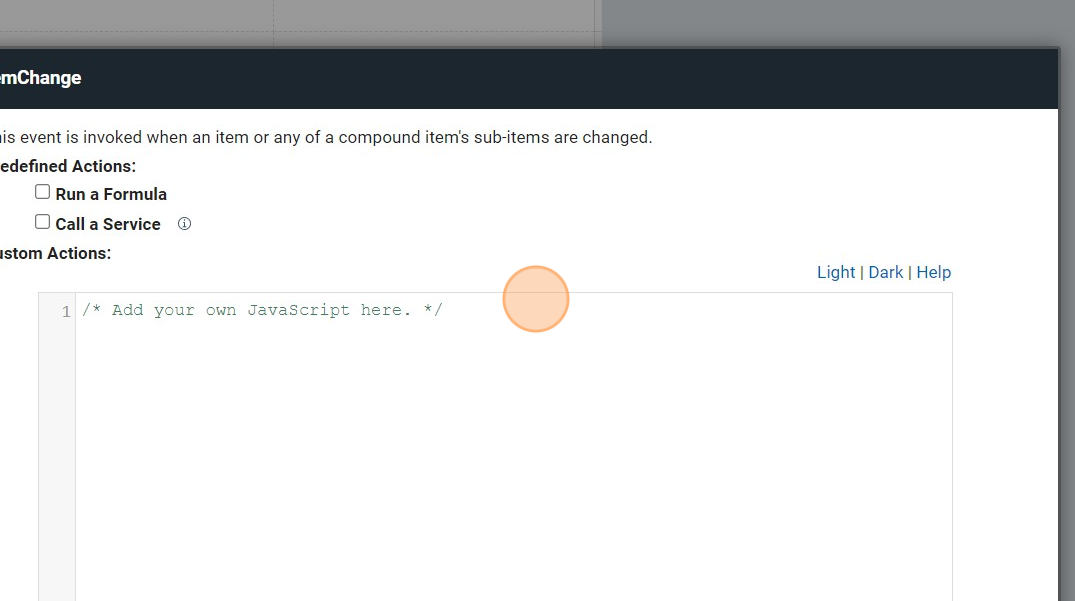 emChange
is event is invoked when an item or any of a compound item's sub-items are changed.
edefined Actions:
Run a Formula
Call a Service
ustom Actions:
Light | Dark | Help
1 /* Add your own JavaScript here. */